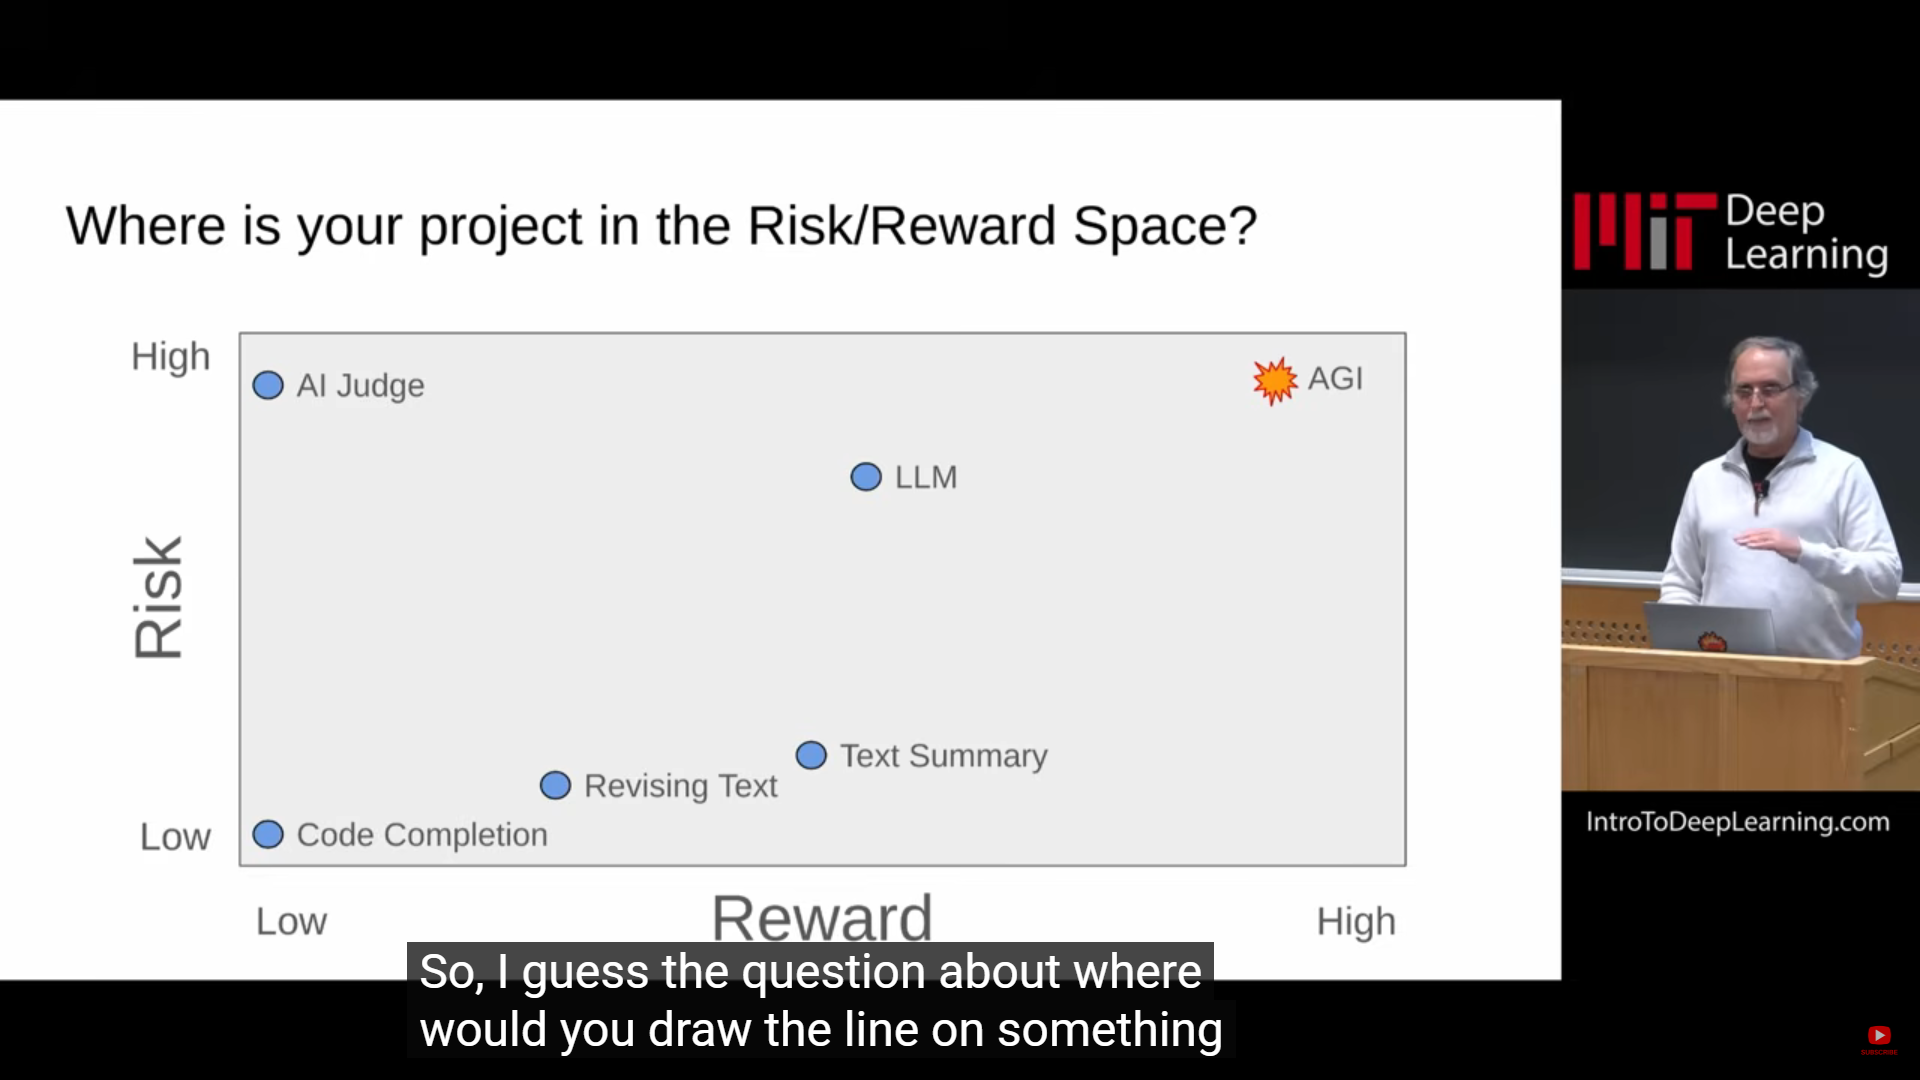 Where is your project in the Risk/Reward Space?
MIT Deep
Learning
High
AI Judge
AGI
LLM
Risk
Text Summary
Revising Text
Low
Code Completion
IntroToDeepLearning.com
Low
Reward
High
So, I guess the question about where
would you draw the line on something
SUBSCRIBE